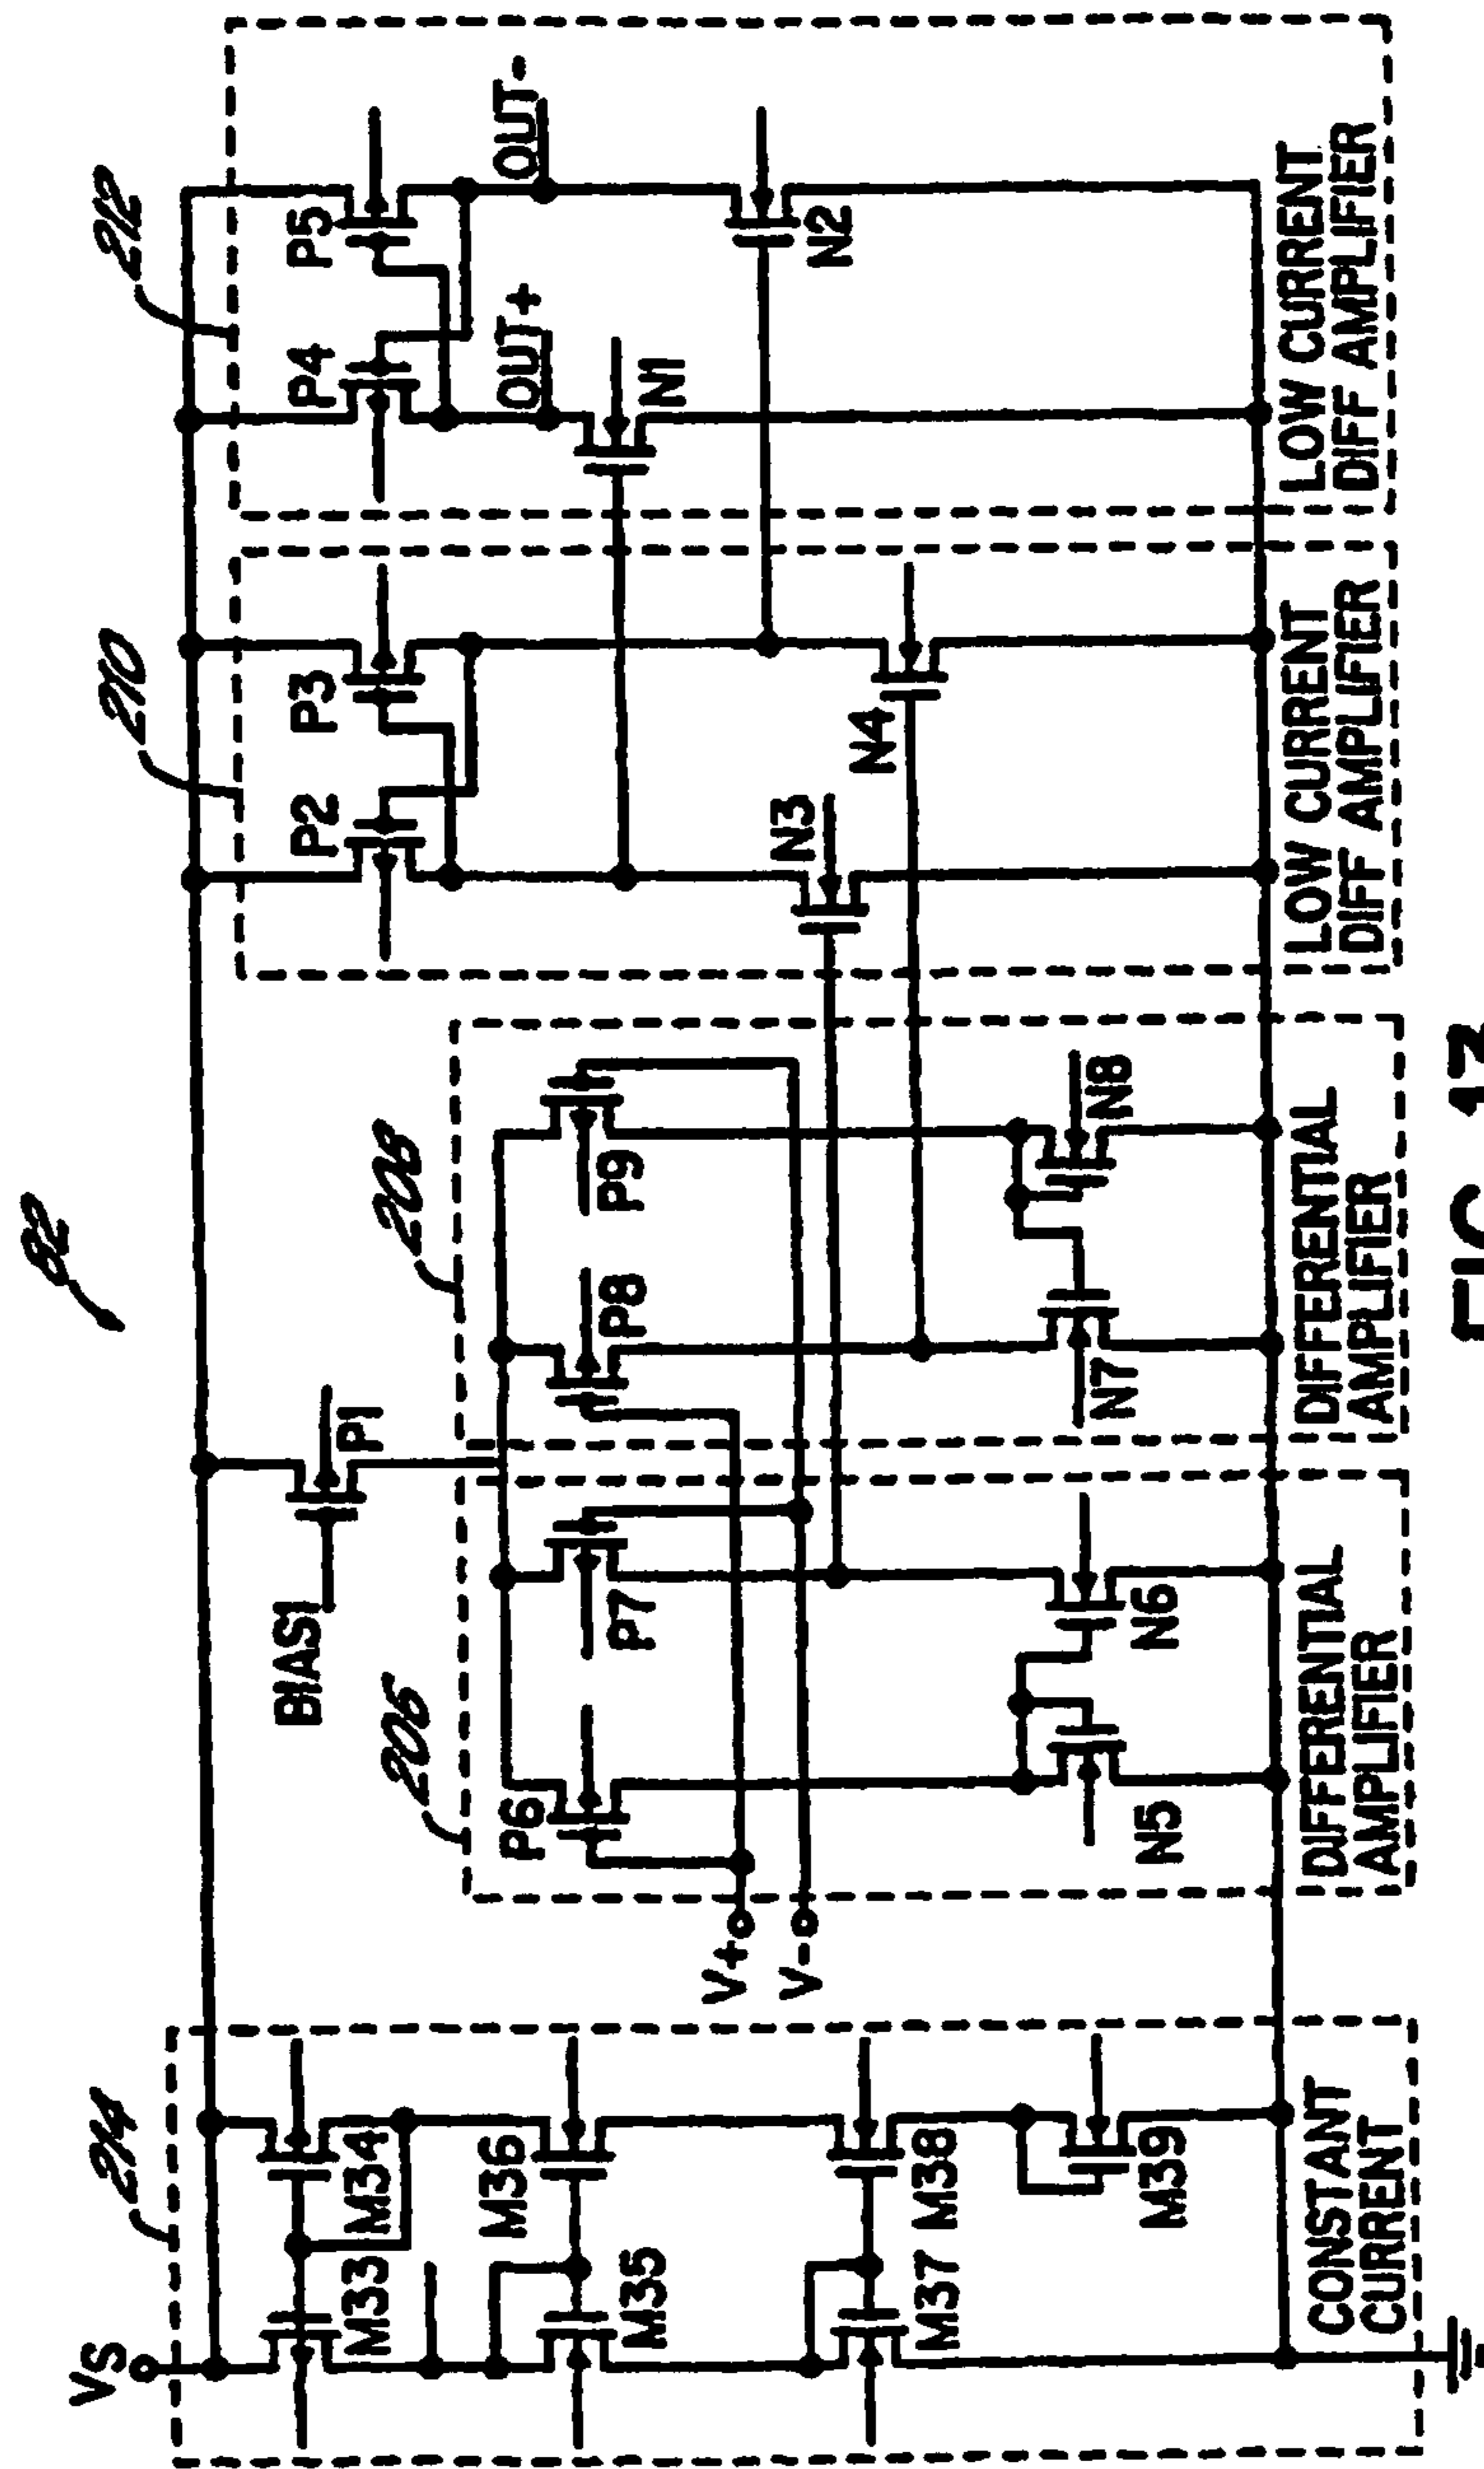 82
214
VS
M33
M34
M35
M36
M37
M38
M39
CONSTANT
CURRENT
V+
V-
BIAS1
P1
206
P6
P7
N5
N6
DIFFERENTIAL
AMPLIFIER
208
P8
P9
N7
N8
DIFFERENTIAL
AMPLIFIER
210
P2
P3
N3
N4
LOW CURRENT
DIFF AMPLIFIER
212
P4
P5
OUT+
OUT-
N1
N2
LOW CURRENT
DIFF AMPLIFIER